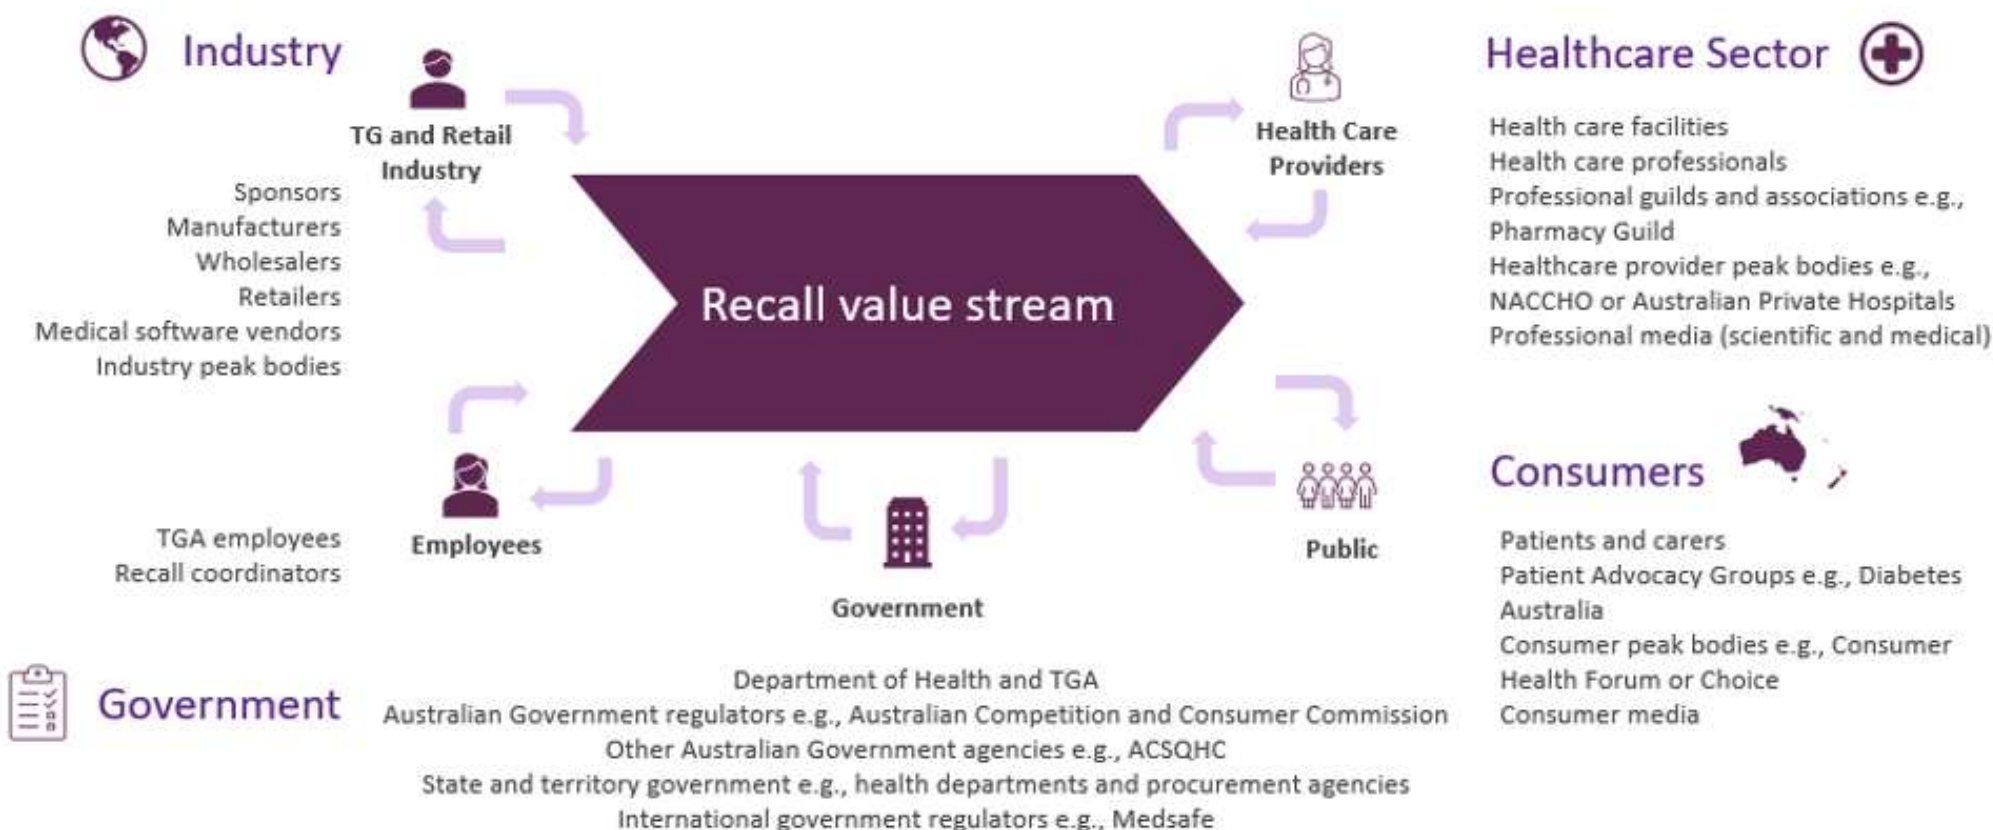 Industry
TG and Retail
Industry
Sponsors
Manufacturers
Wholesalers
Retailers
Medical software vendors
Industry peak bodies
Health Care
Providers
Healthcare Sector
Health care facilities
Health care professionals
Professional guilds and associations e.g.,
Pharmacy Guild
Healthcare provider peak bodies e.g.,
NACCHO or Australian Private Hospitals
Professional media (scientific and medical)
Recall value stream
TGA employees
Recall coordinators
Employees
Government
Public
Consumers
Patients and carers
Patient Advocacy Groups e.g., Diabetes
Australia
Consumer peak bodies e.g., Consumer
Health Forum or Choice
Consumer media
Government
Department of Health and TGA
Australian Government regulators e.g., Australian Competition and Consumer Commission
Other Australian Government agencies e.g., ACSQHC
State and territory government e.g., health departments and procurement agencies
International government regulators e.g., Medsafe